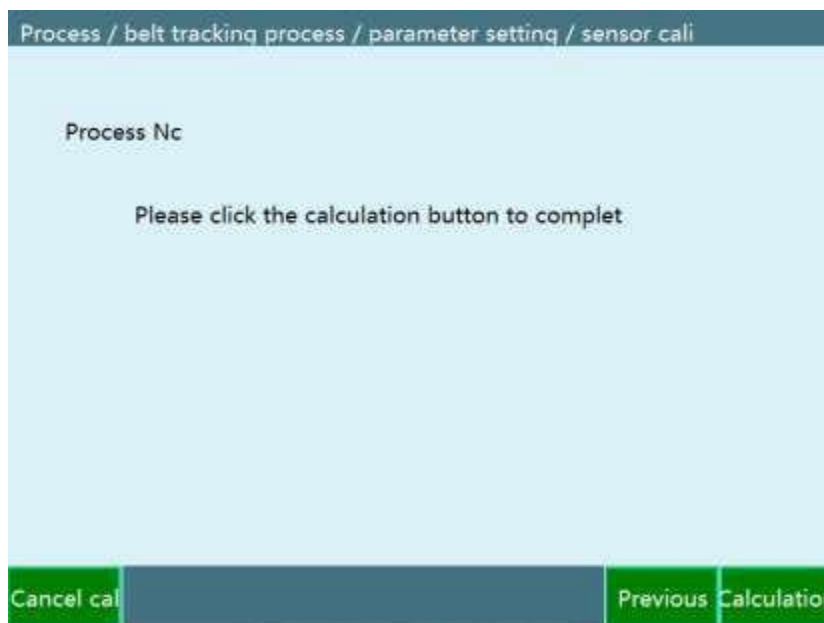 Process / belt tracking process / parameter setting / sensor cali
Process Nc
Please click the calculation button to complet
Cancel cal
Previous
Calculatio